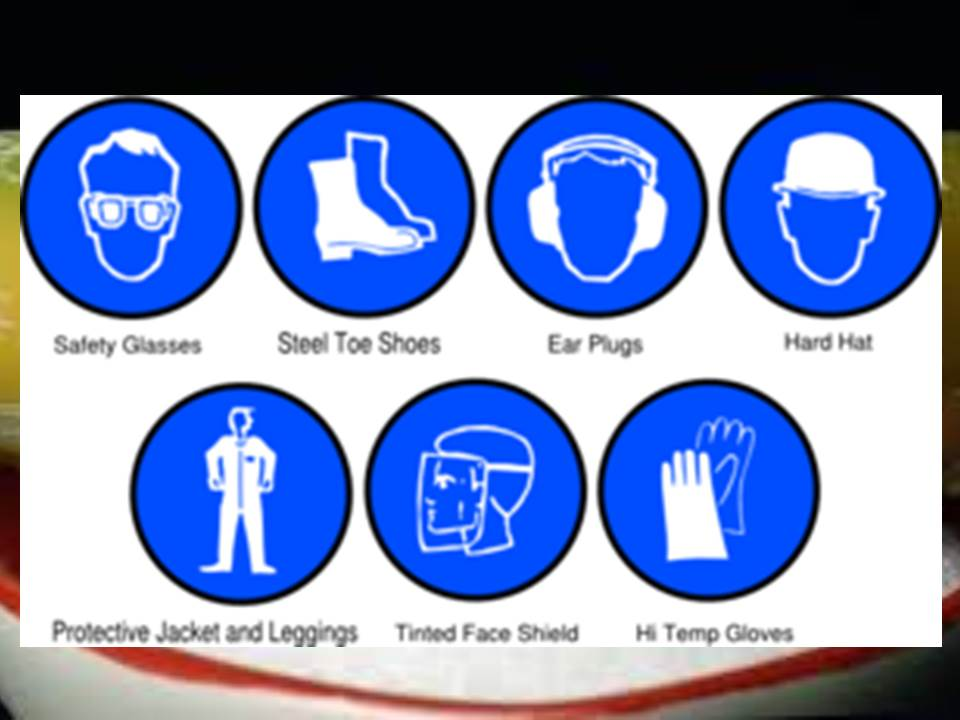 Safety Glasses
Steel Toe Shoes
Ear Plugs
Hard Hat
Protective Jacket and Leggings
Tinted Face Shield
Hi Temp Gloves